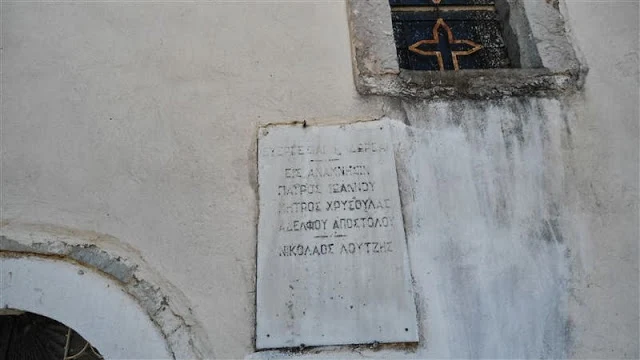 ΕΙΣ ΑΝΑΜΝΗΣΙΝ
ΠΑΤΡΟΣ ΙΩΑΝΝΟΥ
ΜΗΤΡΟΣ ΧΡΥΣΟΥΛΑΣ
ΑΔΕΛΦΟΥ ΑΠΟΣΤΟΛΟΥ
ΝΙΚΟΛΑΟΣ ΛΟΥΤΖΗΣ